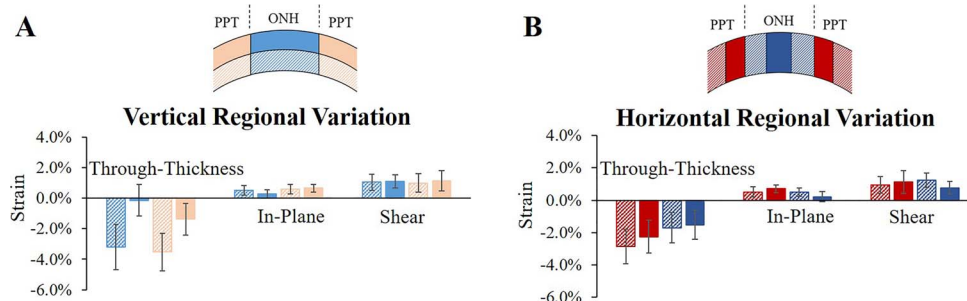 A
PPT
ONH
PPT
Vertical Regional Variation
4.0%
2.0%
0.0%
-2.0%
-4.0%
-6.0%
Strain
Through-Thickness
In-Plane
Shear
B
PPT
ONH
PPT
Horizontal Regional Variation
4.0%
2.0%
0.0%
-2.0%
-4.0%
-6.0%
Strain
Through-Thickness
In-Plane
Shear